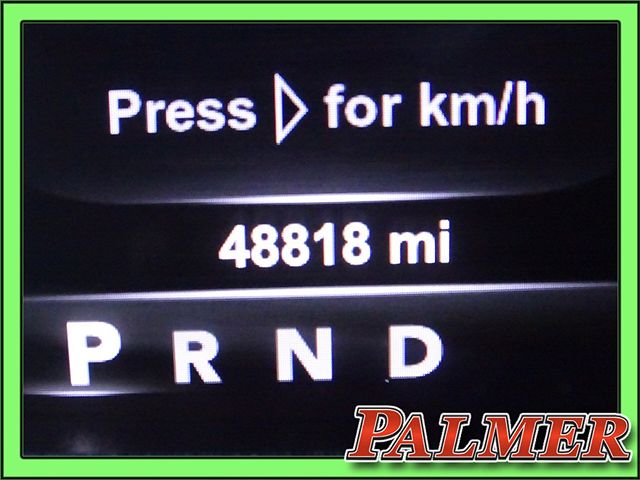 Press ▷ for km/h
48818 mi
P R N D
PALMER